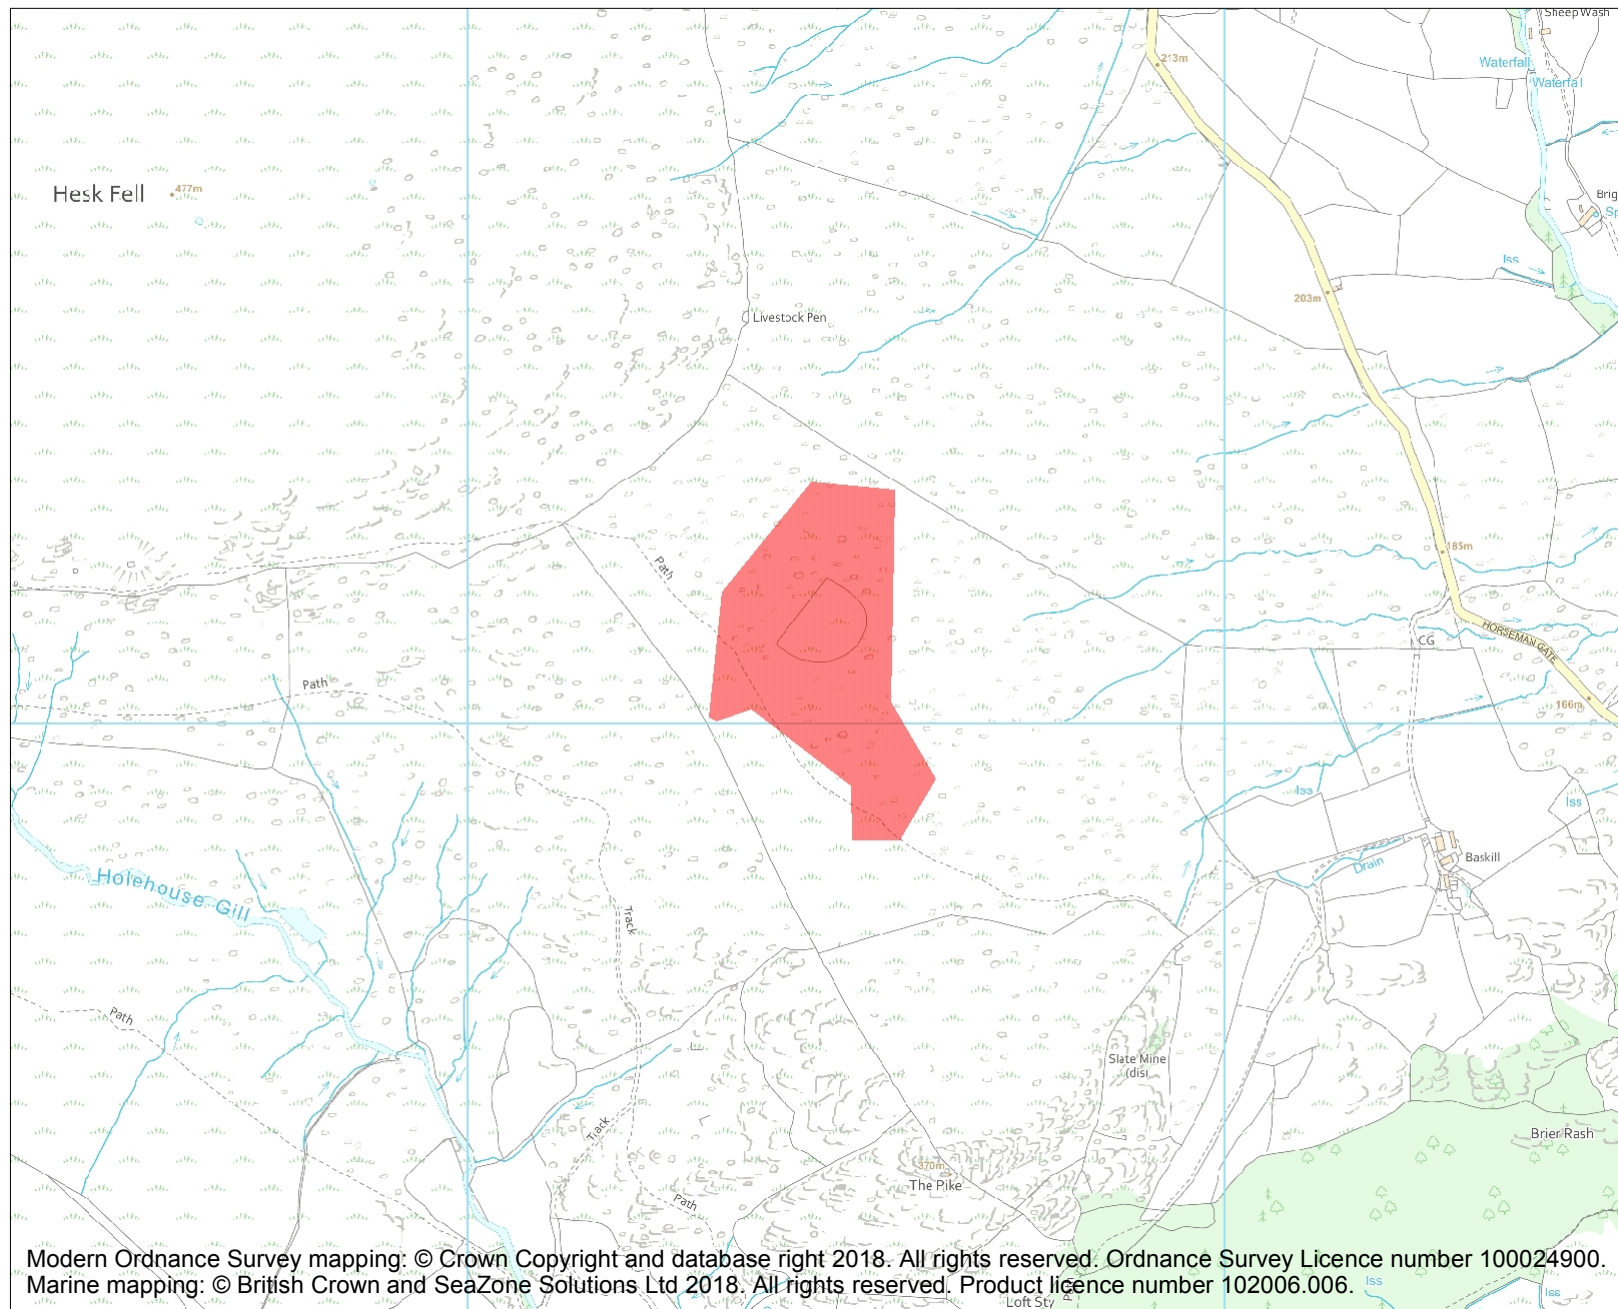 Sheep Wash
213m
Waterfall
Waterfal
Hesk Fell
477m
Iss
203m
Livestock Pen
185m
Path
HORSEMAN GATE
CG
Path
166m
Iss
Iss
Baskill
Drain
Holehouse Gill
Track
Path
Slate Mine
(dis)
Track
Brier Rash
370m
The Pike
Path
Modern Ordnance Survey mapping: © Crown Copyright and database right 2018. All rights reserved. Ordnance Survey Licence number 100024900.
Marine mapping: © British Crown and SeaZone Solutions Ltd 2018. All rights reserved. Product licence number 102006.006.
Iss
Iss
Loft Sty